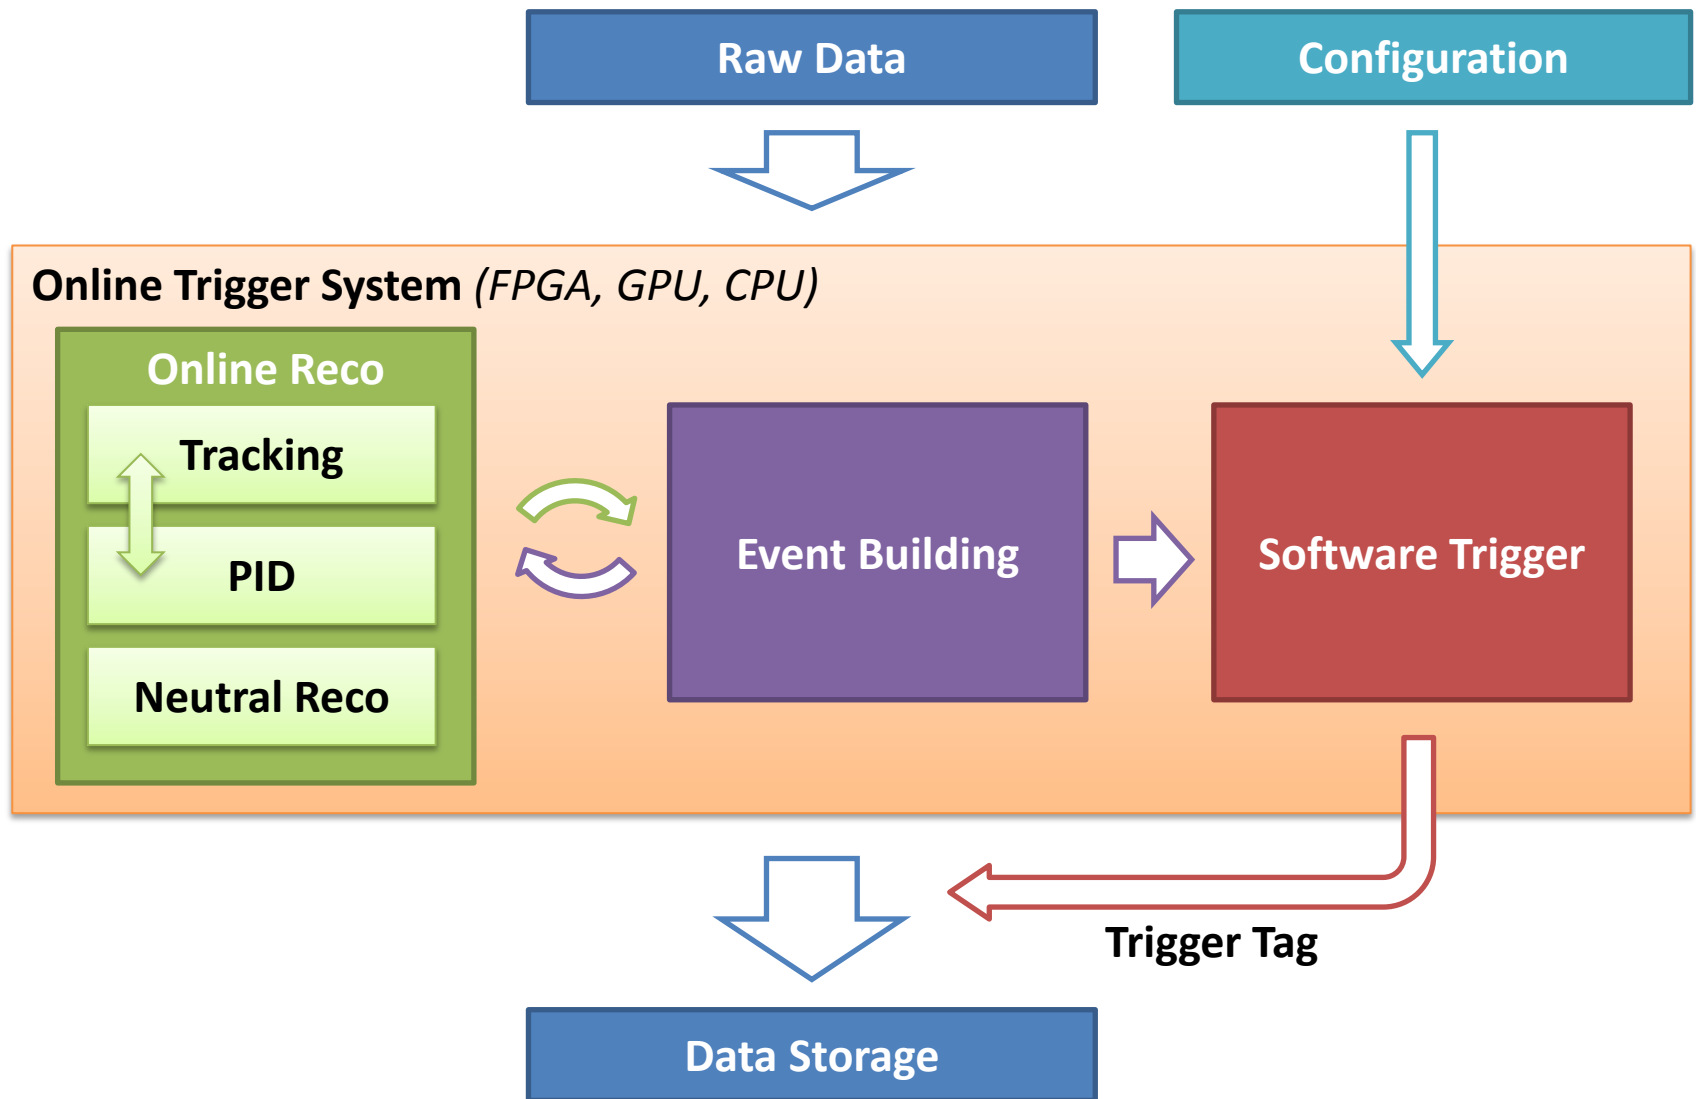 Raw Data
Configuration
Online Trigger System (FPGA, GPU, CPU)
Online Reco
Tracking
PID
Neutral Reco
Event Building
Software Trigger
Trigger Tag
Data Storage